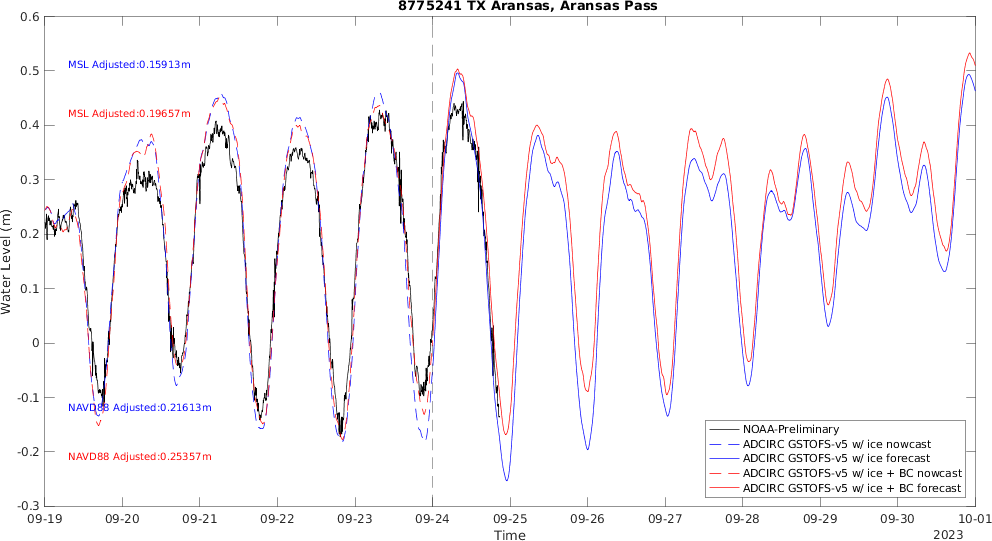 8775241 TX Aransas, Aransas Pass
0.6
0.5
0.4
0.3
0.2
0.1
0
-0.1
-0.2
-0.3
Water Level (m)
MSL Adjusted:0.15913m
MSL Adjusted:0.19657m
NAVD88 Adjusted:0.21613m
NAVD88 Adjusted:0.25357m
NOAA-Preliminary
ADCIRC GSTOFS-v5 w/ ice nowcast
ADCIRC GSTOFS-v5 w/ ice forecast
ADCIRC GSTOFS-v5 w/ ice + BC nowcast
ADCIRC GSTOFS-v5 w/ ice + BC forecast
09-19 09-20 09-21 09-22 09-23 09-24 09-25 09-26 09-27 09-28 09-29 09-30 10-01
Time
2023